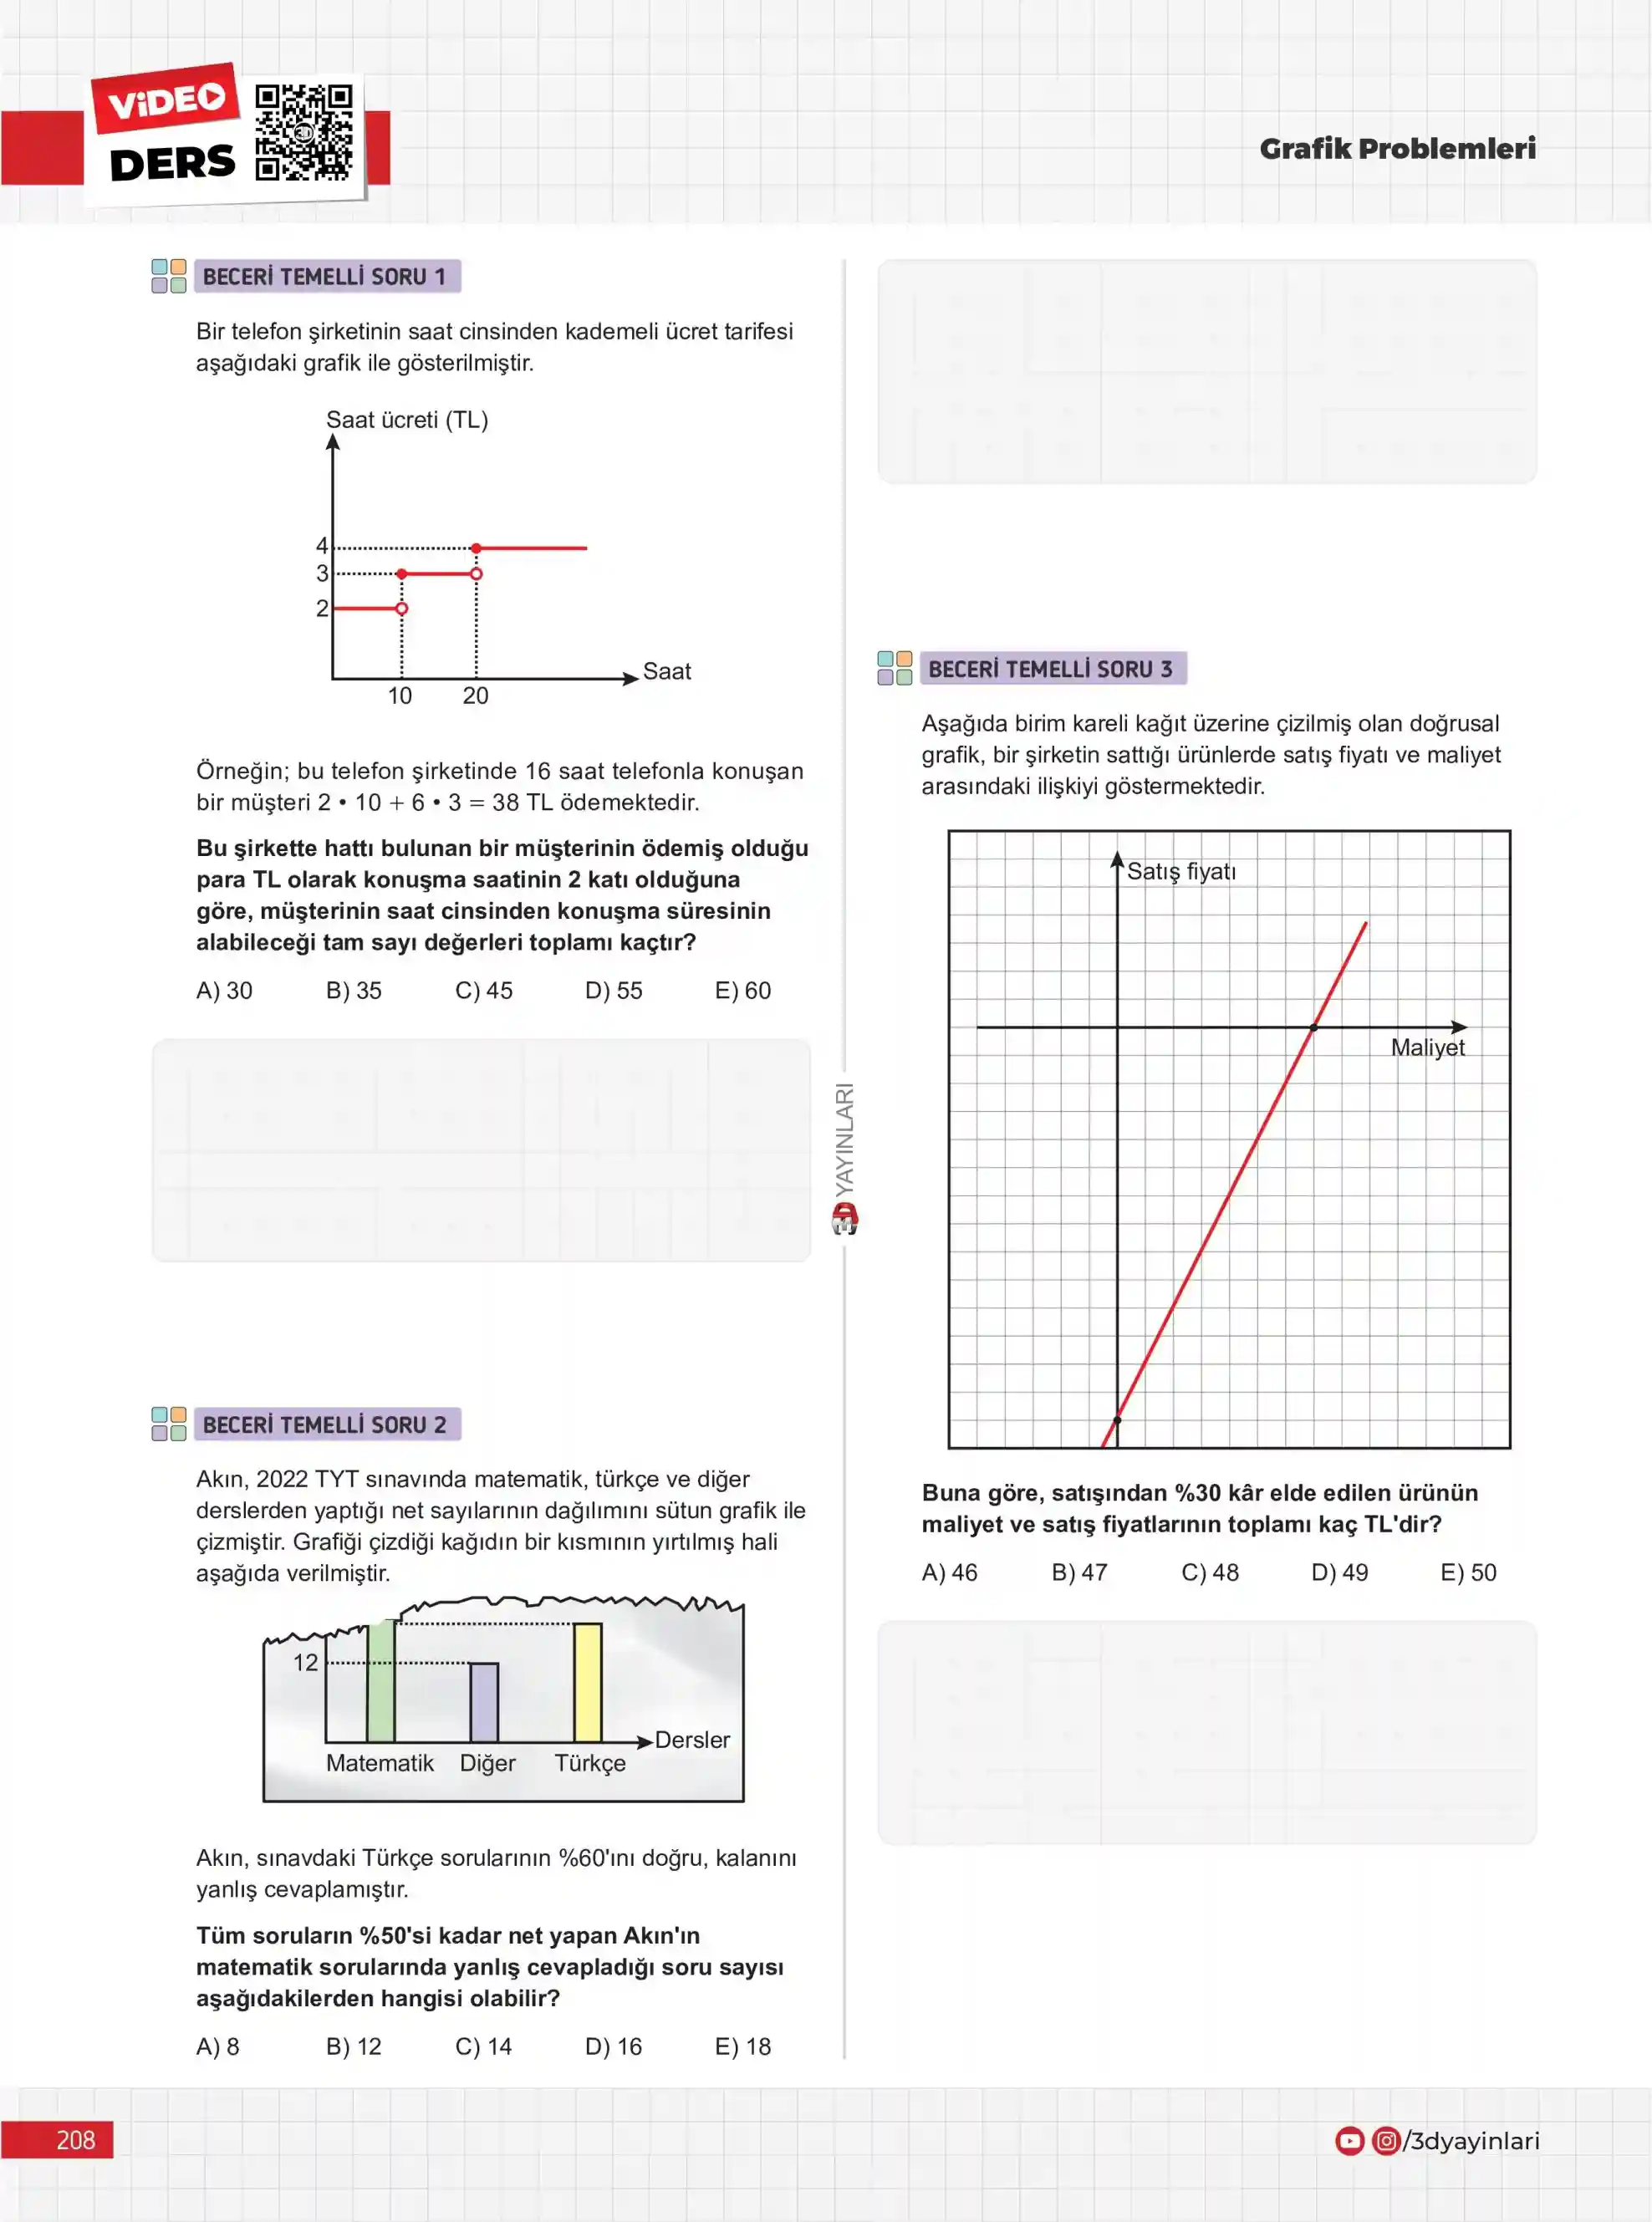 VİDEO
DERS
Grafik Problemleri
BECERİ TEMELLİ SORU 1
Bir telefon şirketinin saat cinsinden kademeli ücret tarifesi
aşağıdaki grafik ile gösterilmiştir.
Saat ücreti (TL)
4
3
2
Saat
10 20
Örneğin; bu telefon şirketinde 16 saat telefonla konuşan
bir müşteri 2 • 10 + 6 • 3 = 38 TL ödemektedir.
Bu şirkette hattı bulunan bir müşterinin ödemiş olduğu
para TL olarak konuşma saatinin 2 katı olduğuna
göre, müşterinin saat cinsinden konuşma süresinin
alabileceği tam sayı değerleri toplamı kaçtır?
A) 30 B) 35 C) 45 D) 55 E) 60
BECERİ TEMELLİ SORU 2
Akın, 2022 TYT sınavında matematik, türkçe ve diğer
derslerden yaptığı net sayılarının dağılımını sütun grafik ile
çizmiştir. Grafiği çizdiği kağıdın bir kısmının yırtılmış hali
aşağıda verilmiştir.
12
Dersler
Matematik Diğer Türkçe
Akın, sınavdaki Türkçe sorularının %60'ını doğru, kalanını
yanlış cevaplamıştır.
Tüm soruların %50'si kadar net yapan Akın'ın
matematik sorularında yanlış cevapladığı soru sayısı
aşağıdakilerden hangisi olabilir?
A) 8 B) 12 C) 14 D) 16 E) 18
YAYINLARI
BECERİ TEMELLİ SORU 3
Aşağıda birim kareli kağıt üzerine çizilmiş olan doğrusal
grafik, bir şirketin sattığı ürünlerde satış fiyatı ve maliyet
arasındaki ilişkiyi göstermektedir.
Satış fiyatı
Maliyet
Buna göre, satışından %30 kâr elde edilen ürünün
maliyet ve satış fiyatlarının toplamı kaç TL'dir?
A) 46 B) 47 C) 48 D) 49 E) 50
208
/3dyayinlari